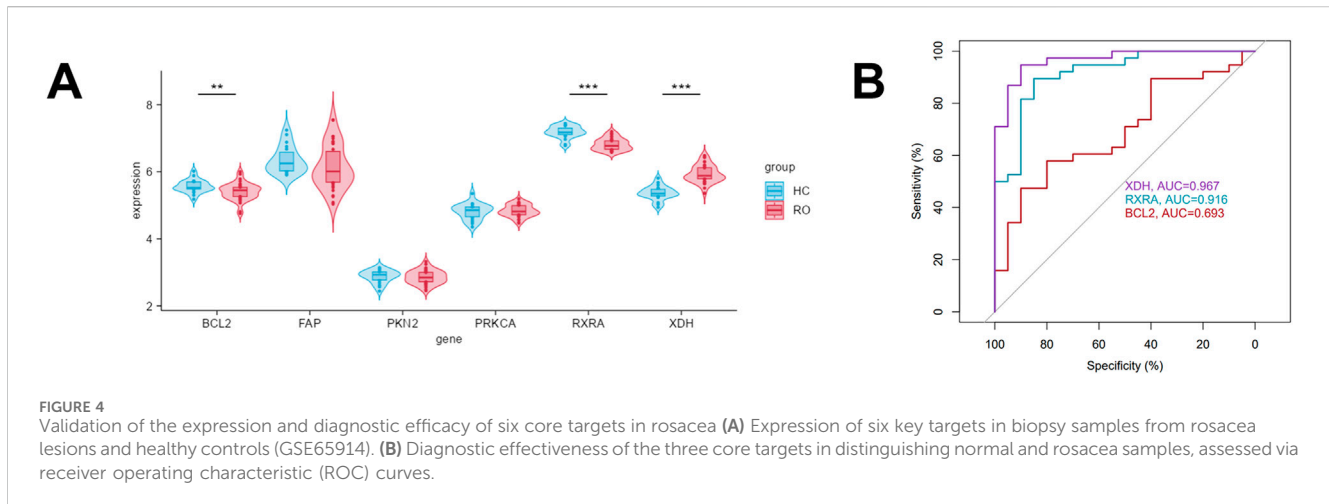 A
B
** *** ***
8
6
4
2
expression
group
HC
RO
BCL2 FAP PKN2 PRKCA RXRA XDH
gene
100
80
60
40
20
0
Sensitivity (%)
XDH, AUC=0.967
RXRA, AUC=0.916
BCL2, AUC=0.693
100 80 60 40 20 0
Specificity (%)
FIGURE 4
Validation of the expression and diagnostic efficacy of six core targets in rosacea (A) Expression of six key targets in biopsy samples from rosacea
lesions and healthy controls (GSE65914). (B) Diagnostic effectiveness of the three core targets in distinguishing normal and rosacea samples, assessed via
receiver operating characteristic (ROC) curves.